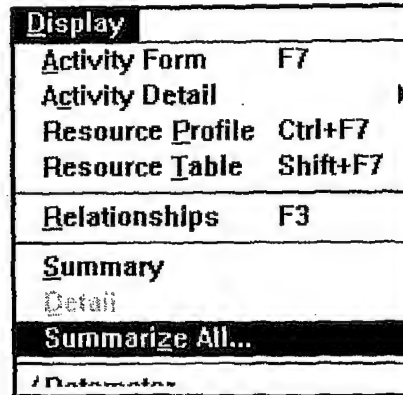 Display
Activity Form F7
Activity Detail
Resource Profile Ctrl+F7
Resource Table Shift+F7
Relationships F3
Summary
Detail
Summarize All...